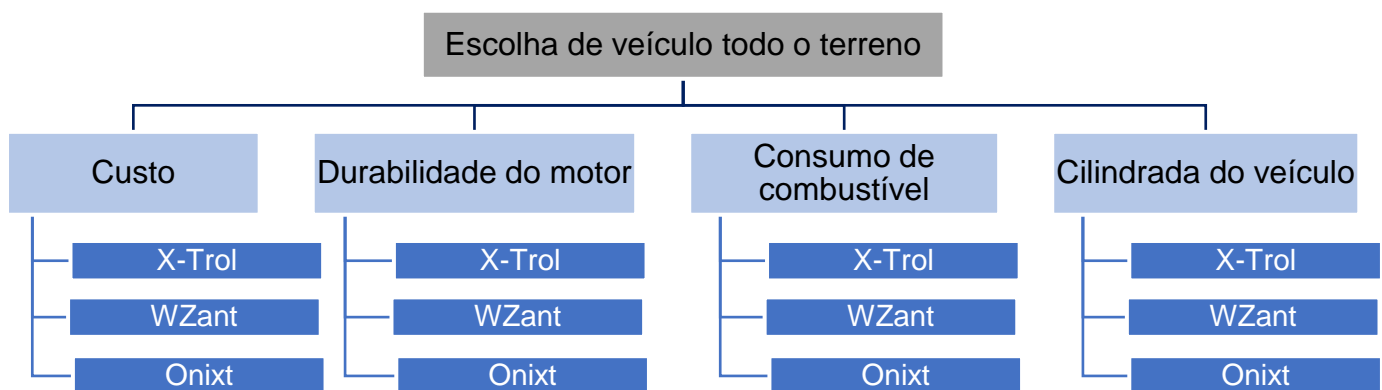 Escolha de veículo todo o terreno
Custo
Durabilidade do motor
Consumo de
combustível
Cilindrada do veículo
X-Trol
X-Trol
X-Trol
X-Trol
WZant
WZant
WZant
WZant
Onixt
Onixt
Onixt
Onixt